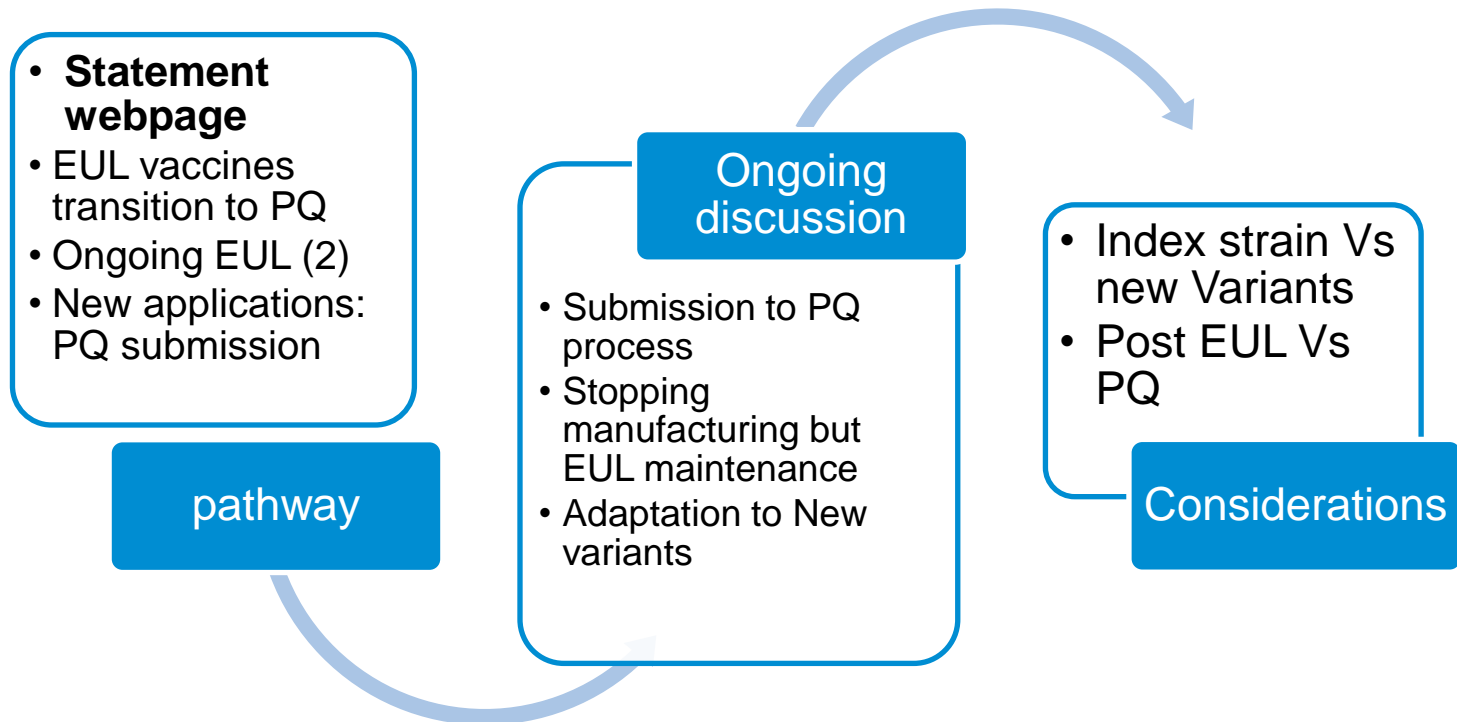 • Statement
webpage
• EUL vaccines
transition to PQ
• Ongoing EUL (2)
• New applications:
PQ submission
pathway
Ongoing
discussion
• Submission to PQ
process
• Stopping
manufacturing but
EUL maintenance
• Adaptation to New
variants
• Index strain Vs
new Variants
• Post EUL Vs
PQ
Considerations